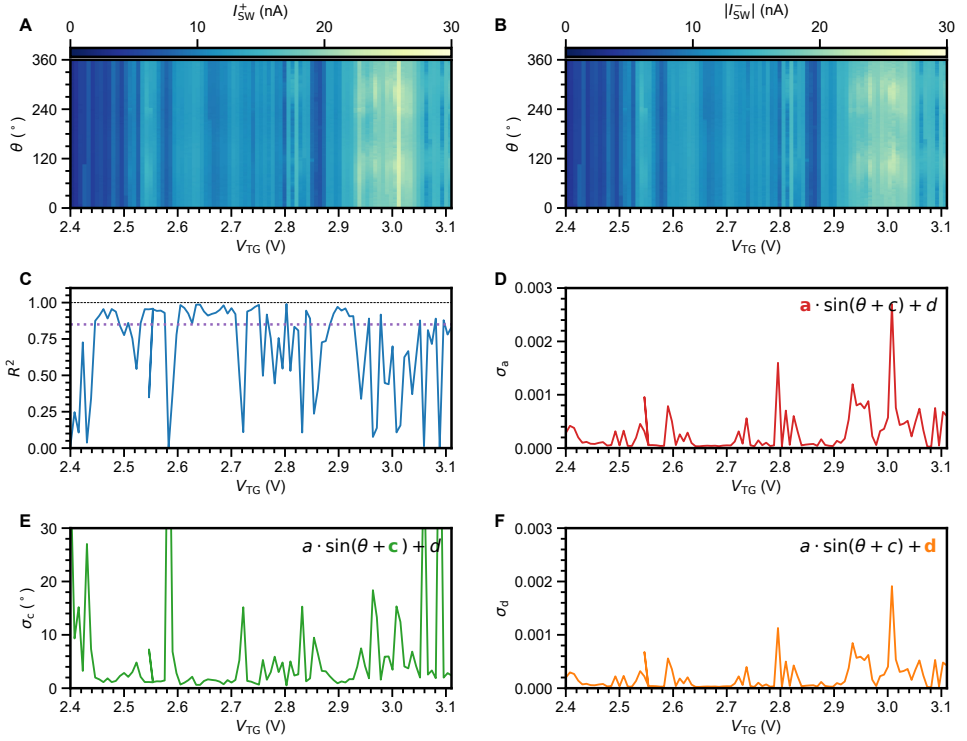 A
I⁺SW (nA)
0 10 20 30
360
240
120
0
θ (°)
2.4 2.5 2.6 2.7 2.8 2.9 3.0 3.1
VTG (V)
B
|I⁻SW| (nA)
0 10 20 30
360
240
120
0
θ (°)
2.4 2.5 2.6 2.7 2.8 2.9 3.0 3.1
VTG (V)
C
1.00
0.75
0.50
0.25
0.00
R²
2.4 2.5 2.6 2.7 2.8 2.9 3.0 3.1
VTG (V)
D
a · sin(θ + c) + d
0.003
0.002
0.001
0.000
σa
2.4 2.5 2.6 2.7 2.8 2.9 3.0 3.1
VTG (V)
E
a · sin(θ + c) + d
30
20
10
0
σc (°)
2.4 2.5 2.6 2.7 2.8 2.9 3.0 3.1
VTG (V)
F
a · sin(θ + c) + d
0.003
0.002
0.001
0.000
σd
2.4 2.5 2.6 2.7 2.8 2.9 3.0 3.1
VTG (V)